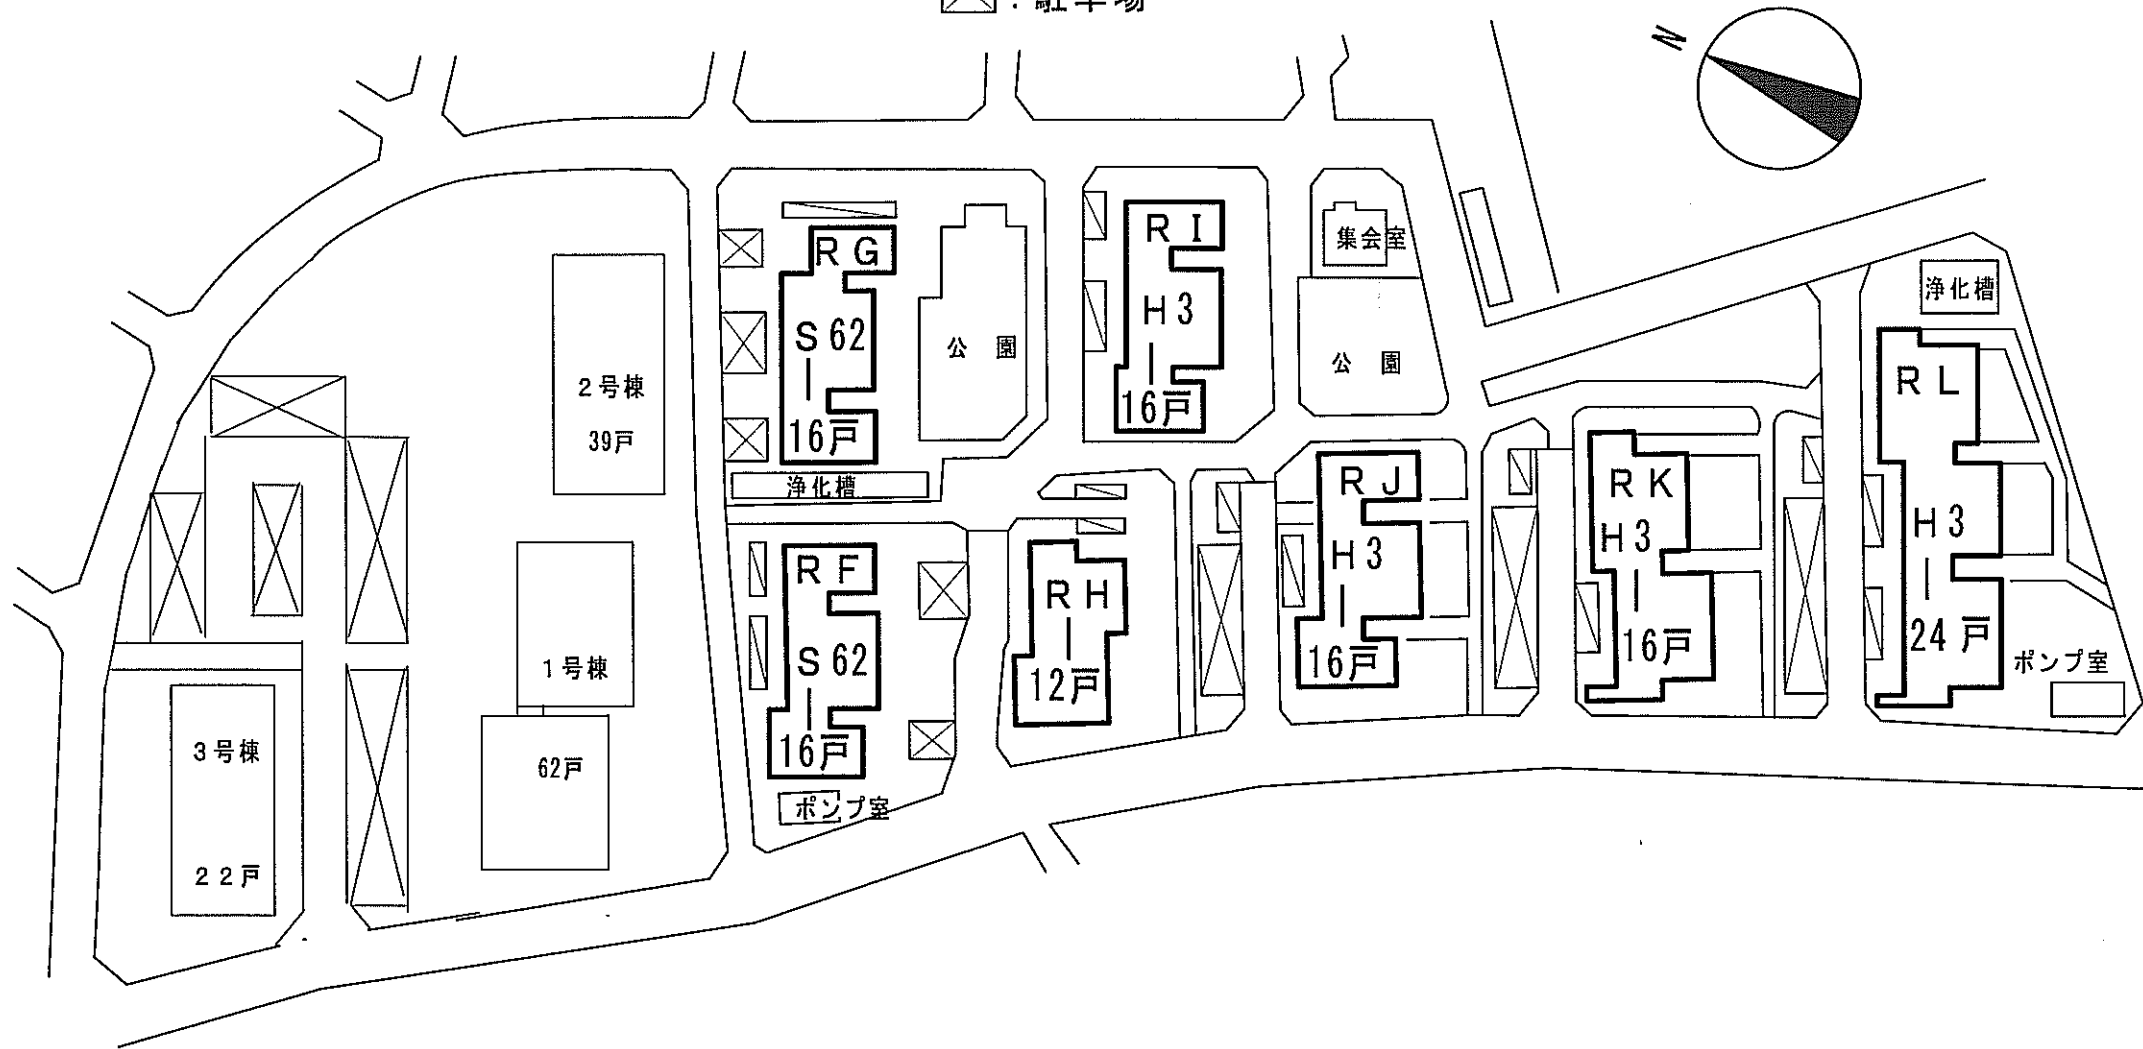 ：駐車場
N
RG
S62
16戸
公園
RI
H3
16戸
集会室
公園
浄化槽
RL
H3
24戸
ポンプ室
2号棟
39戸
浄化槽
RJ
H3
16戸
RK
H3
16戸
RF
S62
16戸
ポンプ室
RH
12戸
1号棟
62戸
3号棟
22戸